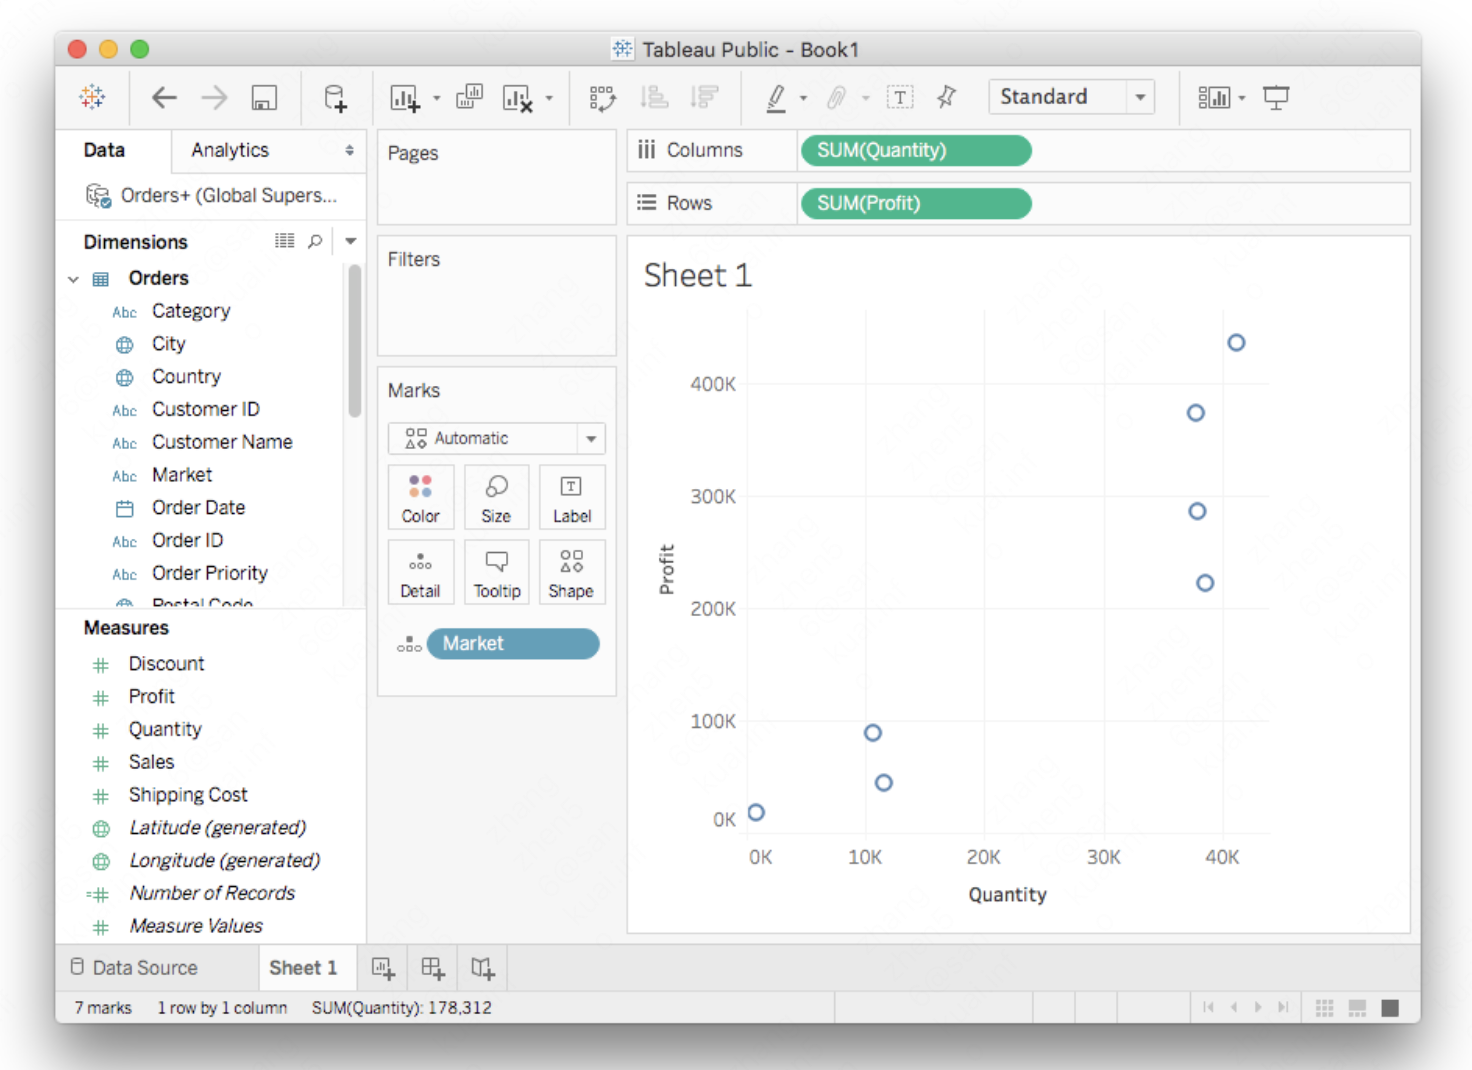 Tableau Public - Book1
Standard
Data
Analytics
Orders+ (Global Supers...
Dimensions
Orders
Abc Category
City
Country
Abc Customer ID
Abc Customer Name
Abc Market
Order Date
Abc Order ID
Abc Order Priority
Postal Code
Measures
Discount
Profit
Quantity
Sales
Shipping Cost
Latitude (generated)
Longitude (generated)
Number of Records
Measure Values
Pages
Filters
Marks
Automatic
Color
Size
Label
Detail
Tooltip
Shape
Market
Columns
SUM(Quantity)
Rows
SUM(Profit)
Sheet 1
400K
300K
200K
100K
0K
Profit
0K
10K
20K
30K
40K
Quantity
Data Source
Sheet 1
7 marks
1 row by 1 column
SUM(Quantity): 178,312